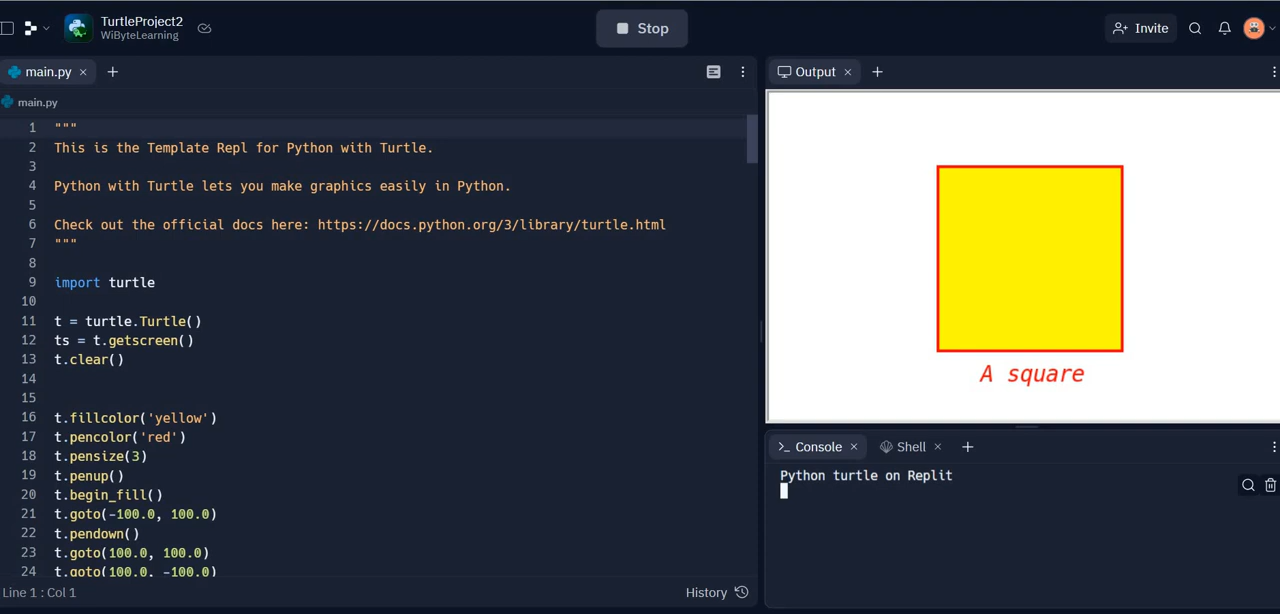 TurtleProject2
WiByteLearning
Stop
Invite
main.py
Output
main.py
1 """
2 This is the Template Repl for Python with Turtle.
3
4 Python with Turtle lets you make graphics easily in Python.
5
6 Check out the official docs here: https://docs.python.org/3/library/turtle.html
7 """
8
9 import turtle
10
11 t = turtle.Turtle()
12 ts = t.getscreen()
13 t.clear()
14
15
16 t.fillcolor('yellow')
17 t.pencolor('red')
18 t.pensize(3)
19 t.penup()
20 t.begin_fill()
21 t.goto(-100.0, 100.0)
22 t.pendown()
23 t.goto(100.0, 100.0)
24 t.goto(100.0, -100.0)
Line 1 : Col 1
History
A square
Console
Shell
Python turtle on Replit